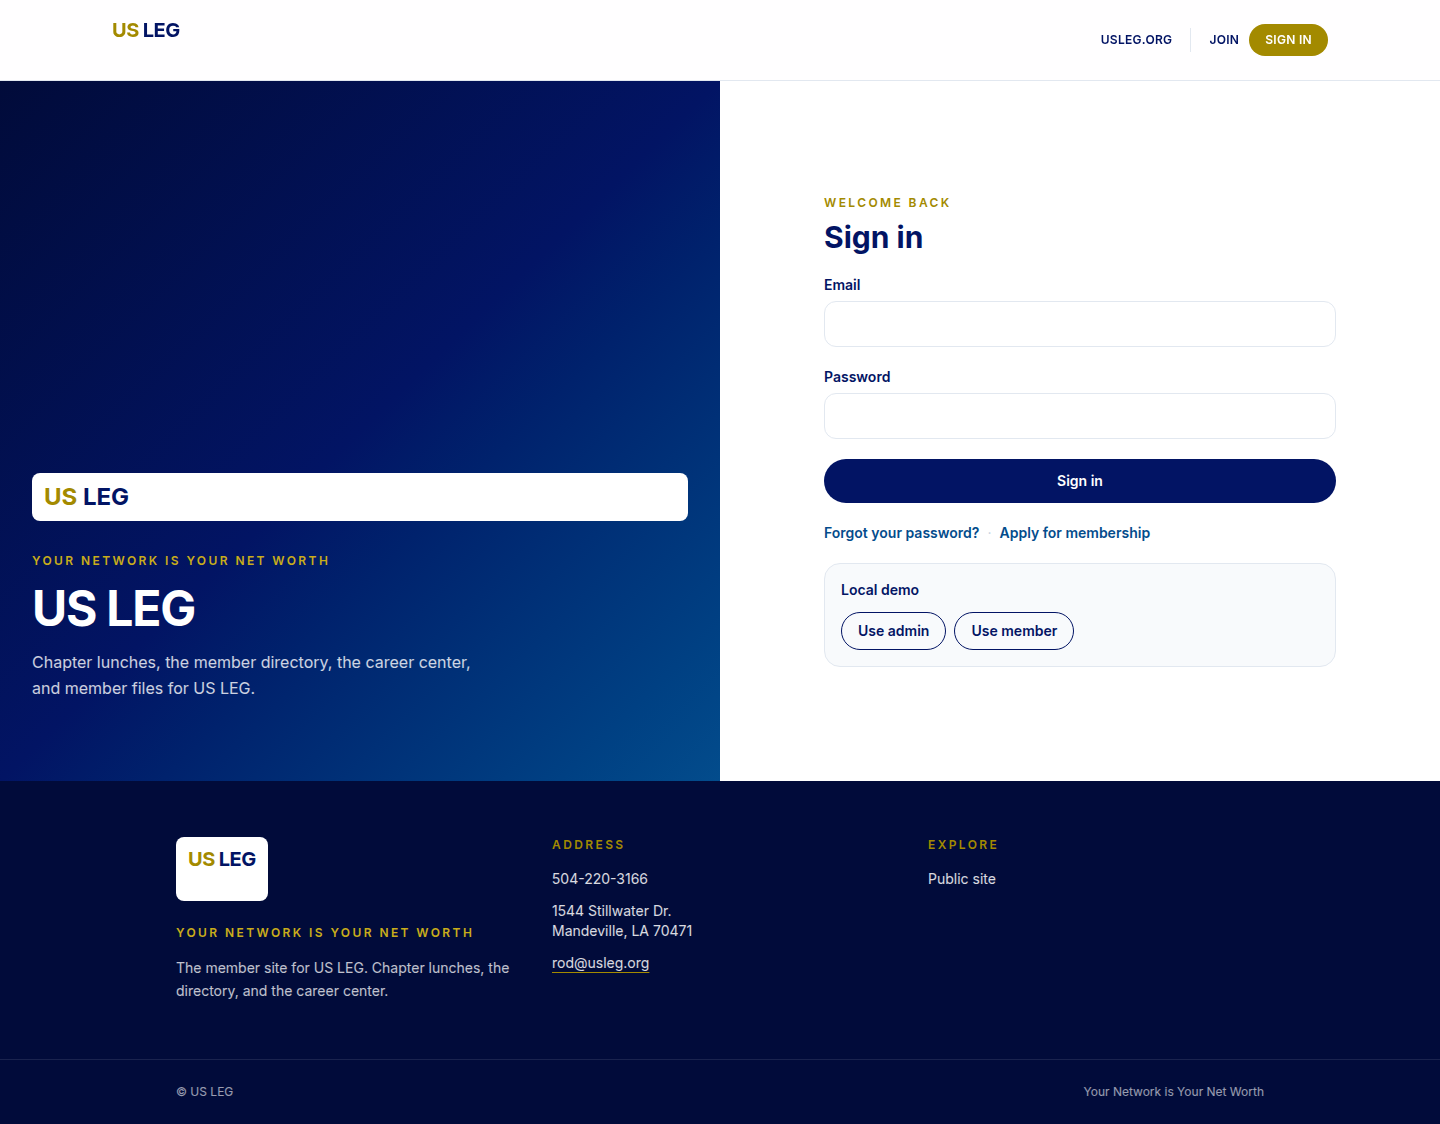 US LEG
USLEG.ORG
JOIN
SIGN IN
US LEG
YOUR NETWORK IS YOUR NET WORTH
US LEG
Chapter lunches, the member directory, the career center,
and member files for US LEG.
WELCOME BACK
Sign in
Email
Password
Sign in
Forgot your password? · Apply for membership
Local demo
Use admin
Use member
US LEG
YOUR NETWORK IS YOUR NET WORTH
The member site for US LEG. Chapter lunches, the
directory, and the career center.
ADDRESS
504-220-3166
1544 Stillwater Dr.
Mandeville, LA 70471
rod@usleg.org
EXPLORE
Public site
© US LEG
Your Network is Your Net Worth